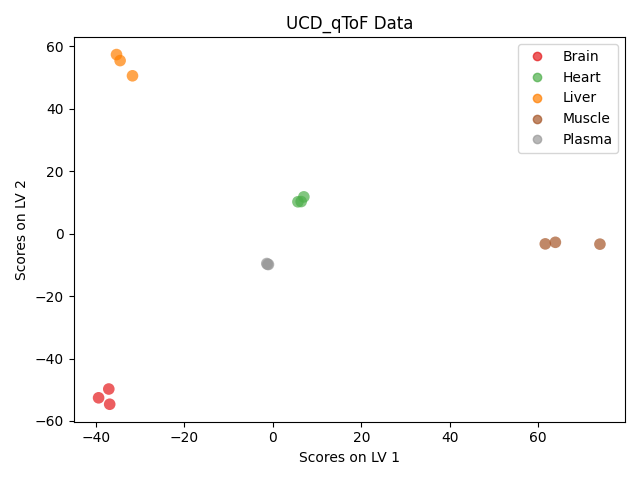 UCD_qToF Data
60
40
20
0
−20
−40
−60
Scores on LV 2
−40
−20
0
20
40
60
Scores on LV 1
Brain
Heart
Liver
Muscle
Plasma